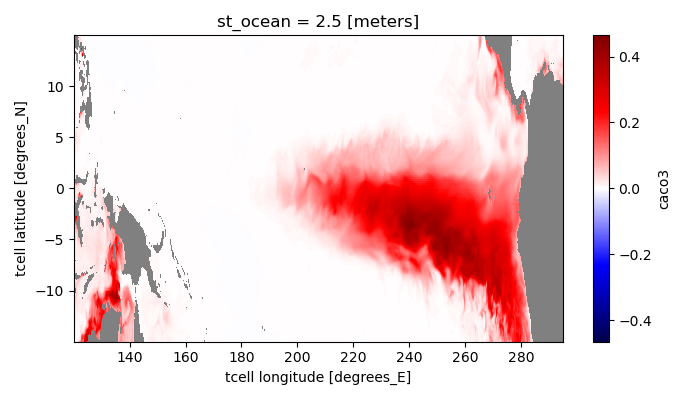 st_ocean = 2.5 [meters]
10
5
0
−5
−10
tcell latitude [degrees_N]
140 160 180 200 220 240 260 280
tcell longitude [degrees_E]
0.4
0.2
0.0
−0.2
−0.4
caco3